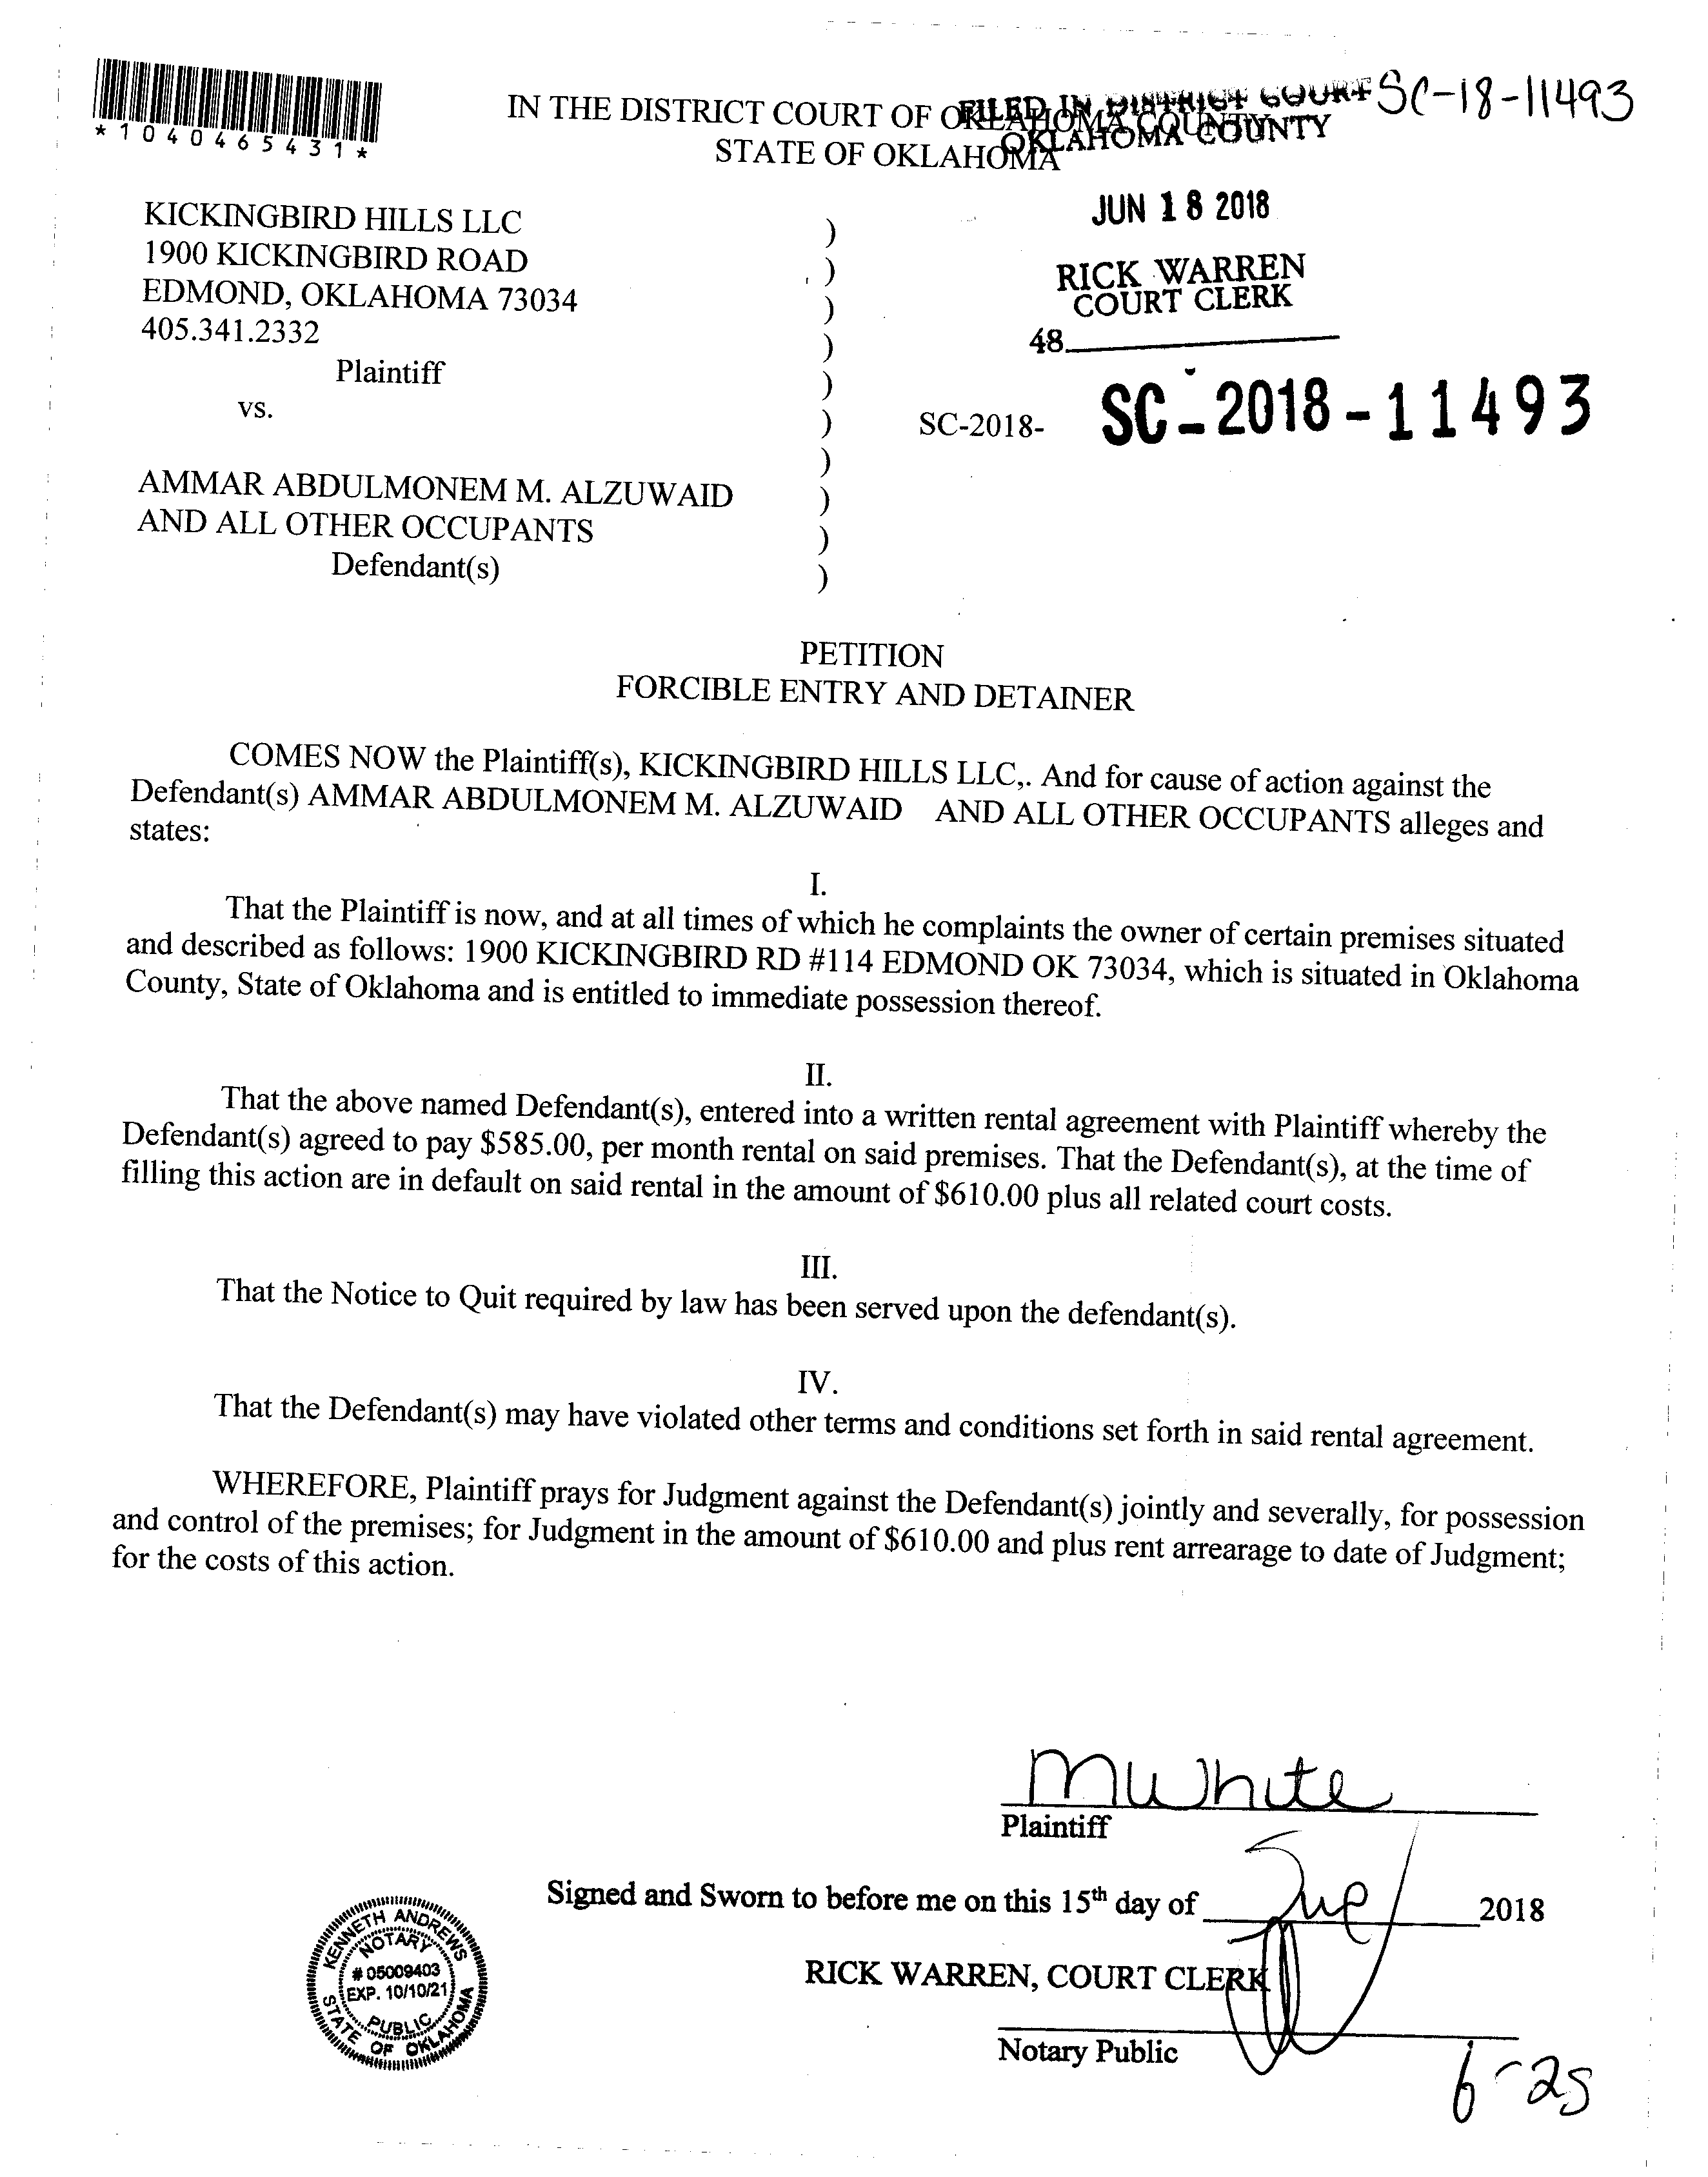 *1040465431*
IN THE DISTRICT COURT OF OKLAHOMA COUNTY
STATE OF OKLAHOMA
FILED IN DISTRICT COURT
OKLAHOMA COUNTY
SC-18-11493
JUN 18 2018
RICK WARREN
COURT CLERK
48
KICKINGBIRD HILLS LLC )
1900 KICKINGBIRD ROAD )
EDMOND, OKLAHOMA 73034 )
405.341.2332 )
Plaintiff )
vs. ) SC-2018- SC-2018-11493
)
AMMAR ABDULMONEM M. ALZUWAID )
AND ALL OTHER OCCUPANTS )
Defendant(s) )
PETITION
FORCIBLE ENTRY AND DETAINER
COMES NOW the Plaintiff(s), KICKINGBIRD HILLS LLC,. And for cause of action against the
Defendant(s) AMMAR ABDULMONEM M. ALZUWAID AND ALL OTHER OCCUPANTS alleges and
states:
I.
That the Plaintiff is now, and at all times of which he complaints the owner of certain premises situated
and described as follows: 1900 KICKINGBIRD RD #114 EDMOND OK 73034, which is situated in Oklahoma
County, State of Oklahoma and is entitled to immediate possession thereof.
II.
That the above named Defendant(s), entered into a written rental agreement with Plaintiff whereby the
Defendant(s) agreed to pay $585.00, per month rental on said premises. That the Defendant(s), at the time of
filling this action are in default on said rental in the amount of $610.00 plus all related court costs.
III.
That the Notice to Quit required by law has been served upon the defendant(s).
IV.
That the Defendant(s) may have violated other terms and conditions set forth in said rental agreement.
WHEREFORE, Plaintiff prays for Judgment against the Defendant(s) jointly and severally, for possession
and control of the premises; for Judgment in the amount of $610.00 and plus rent arrearage to date of Judgment;
for the costs of this action.
MWhite
Plaintiff
Signed and Sworn to before me on this 15th day of 2018
RICK WARREN, COURT CLERK
Notary Public
6-25
KENNETH ANDREWS
NOTARY
# 05009403
EXP. 10/10/21
PUBLIC
STATE OF OKLAHOMA